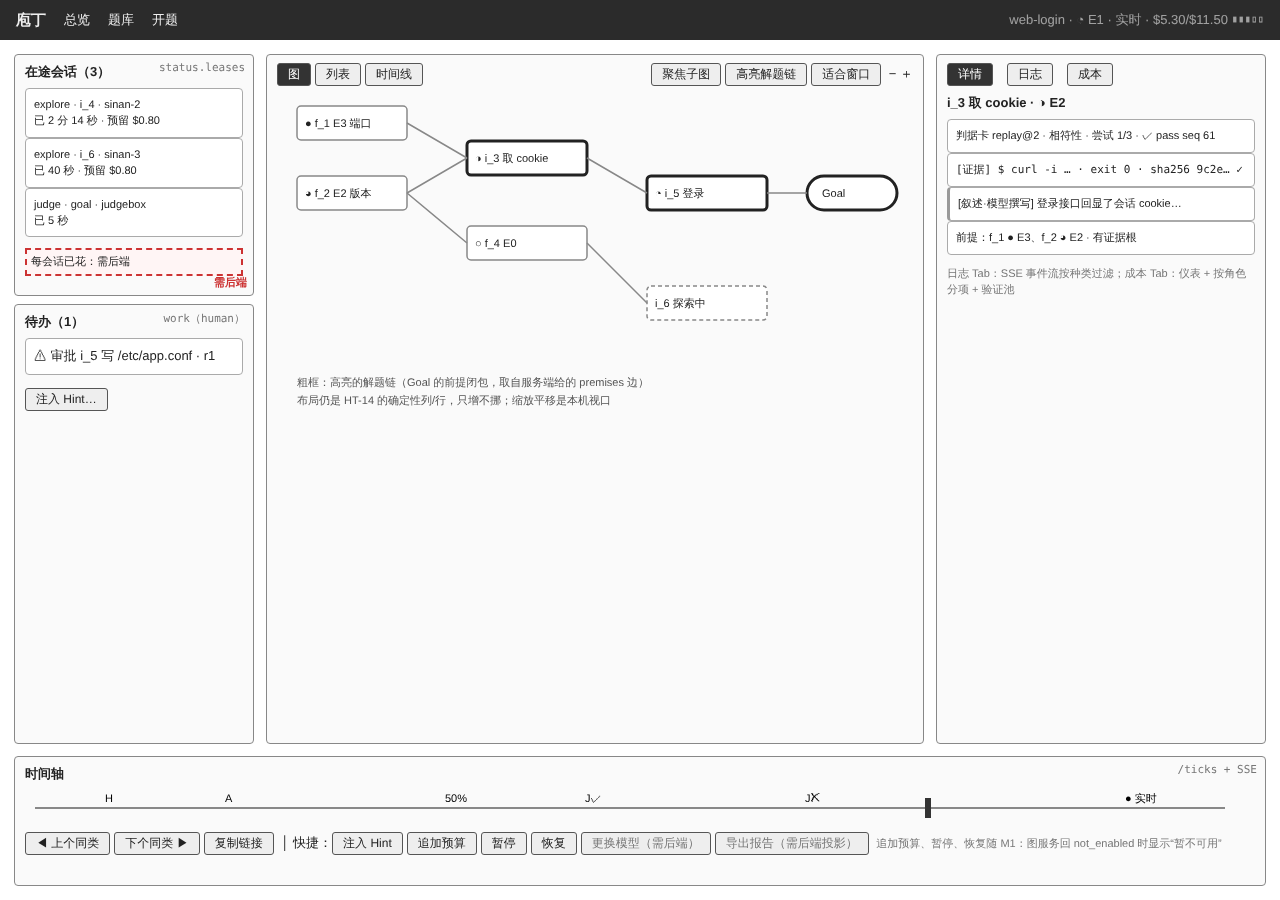 庖丁 总览 题库 开题
web-login · ◔ E1 · 实时 · $5.30/$11.50 ▮▮▮▯▯
在途会话（3） status.leases
explore · i_4 · sinan-2
已 2 分 14 秒 · 预留 $0.80
explore · i_6 · sinan-3
已 40 秒 · 预留 $0.80
judge · goal · judgebox
已 5 秒
每会话已花：需后端
需后端
待办（1） work（human）
⚠ 审批 i_5 写 /etc/app.conf · r1
注入 Hint…
图 列表 时间线 聚焦子图 高亮解题链 适合窗口 − ＋
● f_1 E3 端口
◑ i_3 取 cookie
◕ f_2 E2 版本
◔ i_5 登录
Goal
○ f_4 E0
i_6 探索中
粗框：高亮的解题链（Goal 的前提闭包，取自服务端给的 premises 边）
布局仍是 HT-14 的确定性列/行，只增不挪；缩放平移是本机视口
详情 日志 成本
i_3 取 cookie · ◑ E2
判据卡 replay@2 · 相符性 · 尝试 1/3 · ✓ pass seq 61
[证据] $ curl -i … · exit 0 · sha256 9c2e… ✓
[叙述·模型撰写] 登录接口回显了会话 cookie…
前提：f_1 ● E3、f_2 ◕ E2 · 有证据根
日志 Tab：SSE 事件流按种类过滤；成本 Tab：仪表 + 按角色
分项 + 验证池
时间轴 /ticks + SSE
H A 50% J✓ J✗ ● 实时
◀ 上个同类 下个同类 ▶ 复制链接 │ 快捷： 注入 Hint 追加预算 暂停 恢复 更换模型（需后端） 导出报告（需后端投影） 追加预算、暂停、恢复随 M1：图服务回 not_enabled 时显示“暂不可用”